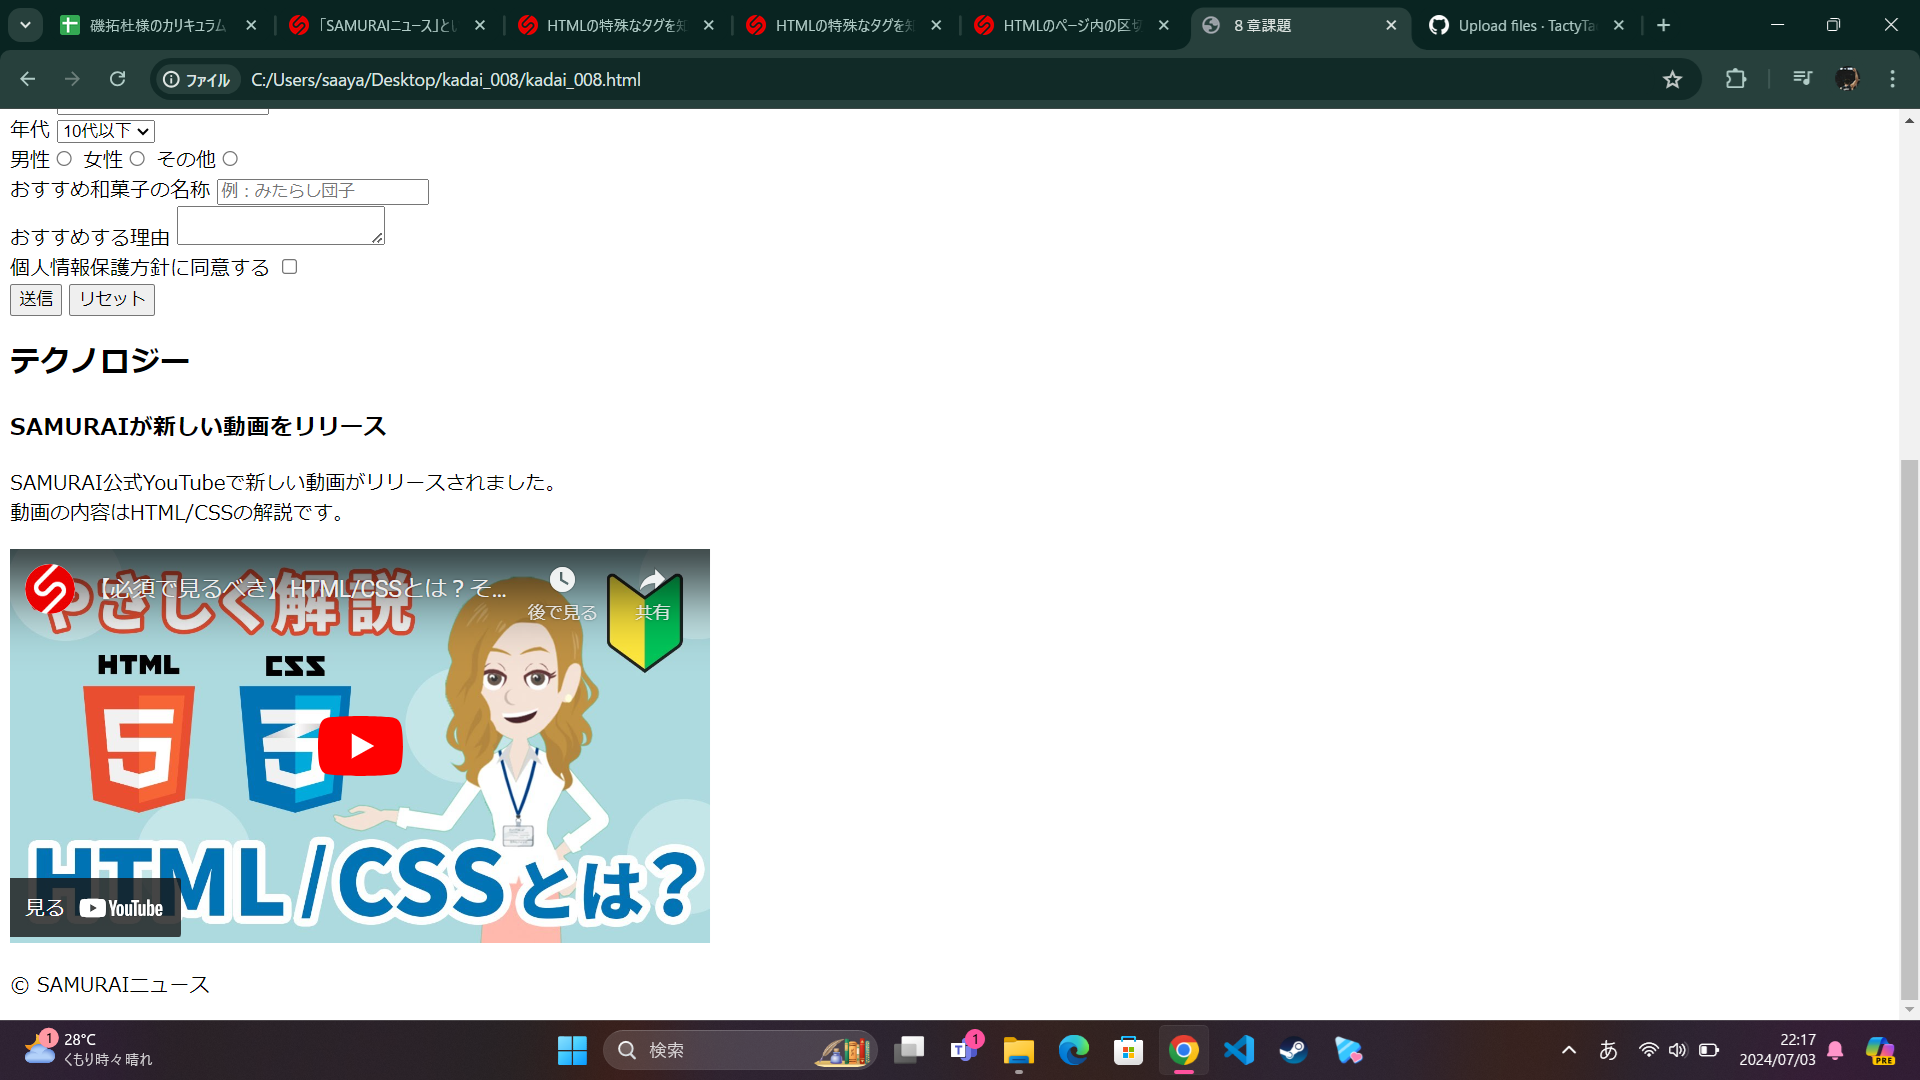 磯拓杜様のカリキュラム
「SAMURAIニュース」とい
HTMLの特殊なタグを知
HTMLの特殊なタグを知
HTMLのページ内の区切
8 章課題
Upload files · TactyTa
ファイル
C:/Users/saaya/Desktop/kadai_008/kadai_008.html
年代 10代以下
男性 女性 その他
おすすめ和菓子の名称 例：みたらし団子
おすすめする理由
個人情報保護方針に同意する
送信 リセット
テクノロジー
SAMURAIが新しい動画をリリース
SAMURAI公式YouTubeで新しい動画がリリースされました。
動画の内容はHTML/CSSの解説です。
やさしく解説
【必須で見るべき】HTML/CSSとは？そ...
後で見る
共有
HTML
CSS
5
3
HTML/CSSとは?
見る YouTube
© SAMURAIニュース
1
28°C
くもり時々晴れ
検索
1
あ
22:17
2024/07/03
PRE